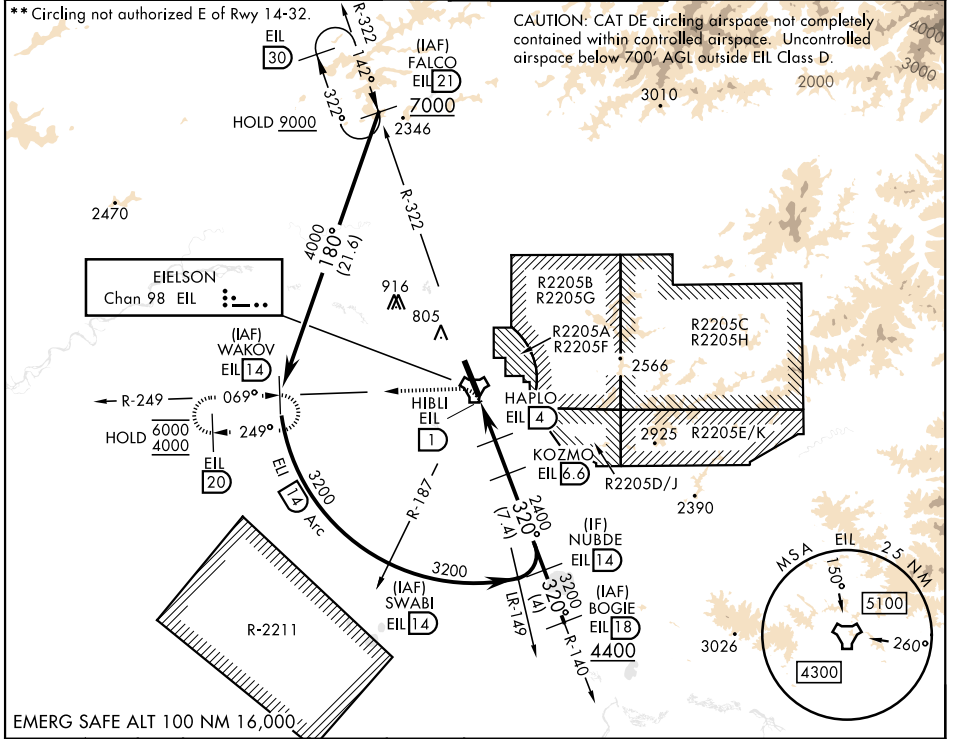 ** Circling not authorized E of Rwy 14-32.
CAUTION: CAT DE circling airspace not completely
contained within controlled airspace. Uncontrolled
airspace below 700' AGL outside EIL Class D.
R-322
EIL
30
142°
322°
(IAF)
FALCO
EIL 21
7000
HOLD 9000
2346
3010
4000
3000
2000
2470
R-322
4000
180°
(21.6)
EIELSON
Chan 98 EIL
916
805
R2205B
R2205G
R2205A
R2205F
R2205C
R2205H
2566
(IAF)
WAKOV
EIL 14
R-249
069°
HOLD 6000
4000
249°
EIL
20
HIBLI
EIL
1
HAPLO
EIL 4
KOZMO
EIL 6.6
2925
R2205E/K
R2205D/J
2390
ELI 14 Arc
3200
R-187
2400
320°
(7.4)
(IF)
NUBDE
EIL 14
3200
(IAF)
SWABI
EIL 14
LR-149
3200
320°
(4)
(IAF)
BOGIE
EIL 18
4400
R-140
3026
R-2211
MSA EIL 25 NM
150°
5100
260°
4300
EMERG SAFE ALT 100 NM 16,000